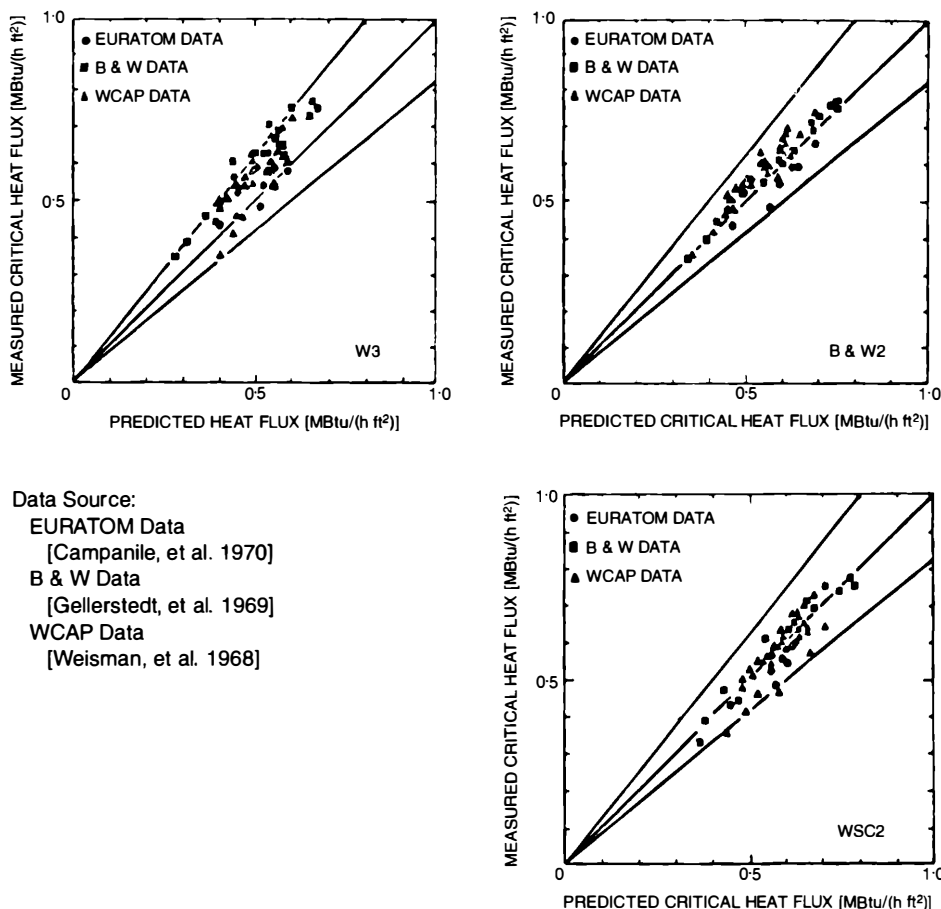 MEASURED CRITICAL HEAT FLUX [MBtu/(h ft²)]
1·0
0·5
0
0·5
1·0
EURATOM DATA
B & W DATA
WCAP DATA
W3
PREDICTED HEAT FLUX [MBtu/(h ft²)]
MEASURED CRITICAL HEAT FLUX [MBtu/(h ft²)]
1·0
0·5
0
0·5
1·0
EURATOM DATA
B & W DATA
WCAP DATA
B & W2
PREDICTED CRITICAL HEAT FLUX [MBtu/(h ft²)]
Data Source:
EURATOM Data
[Campanile, et al. 1970]
B & W Data
[Gellerstedt, et al. 1969]
WCAP Data
[Weisman, et al. 1968]
MEASURED CRITICAL HEAT FLUX [MBtu/(h ft²)]
1·0
0·5
0
0·5
1·0
EURATOM DATA
B & W DATA
WCAP DATA
WSC2
PREDICTED CRITICAL HEAT FLUX [MBtu/(h ft²)]